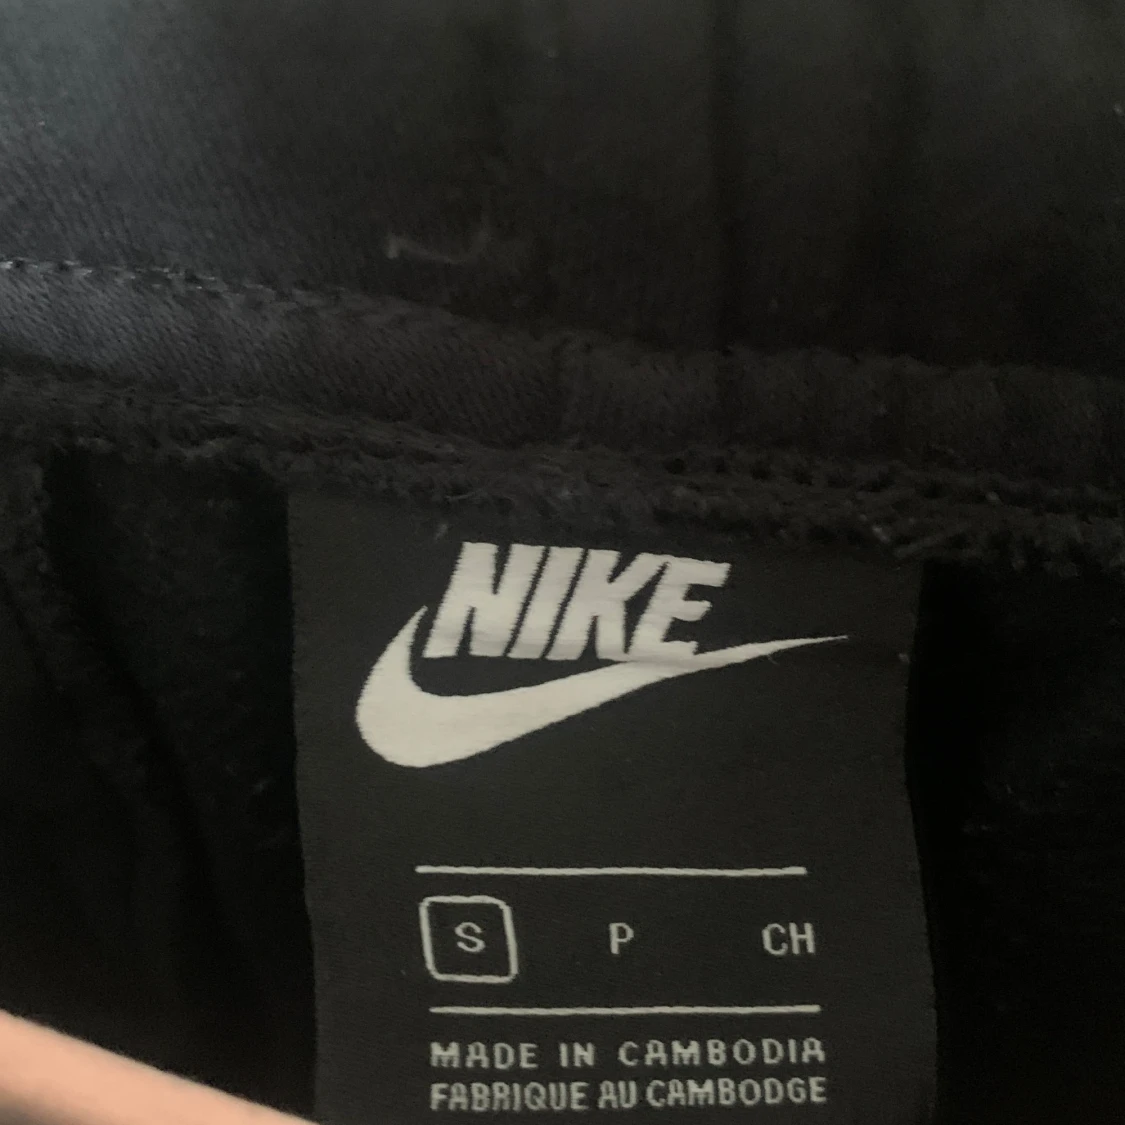 NIKE
S P CH
MADE IN CAMBODIA
FABRIQUE AU CAMBODGE